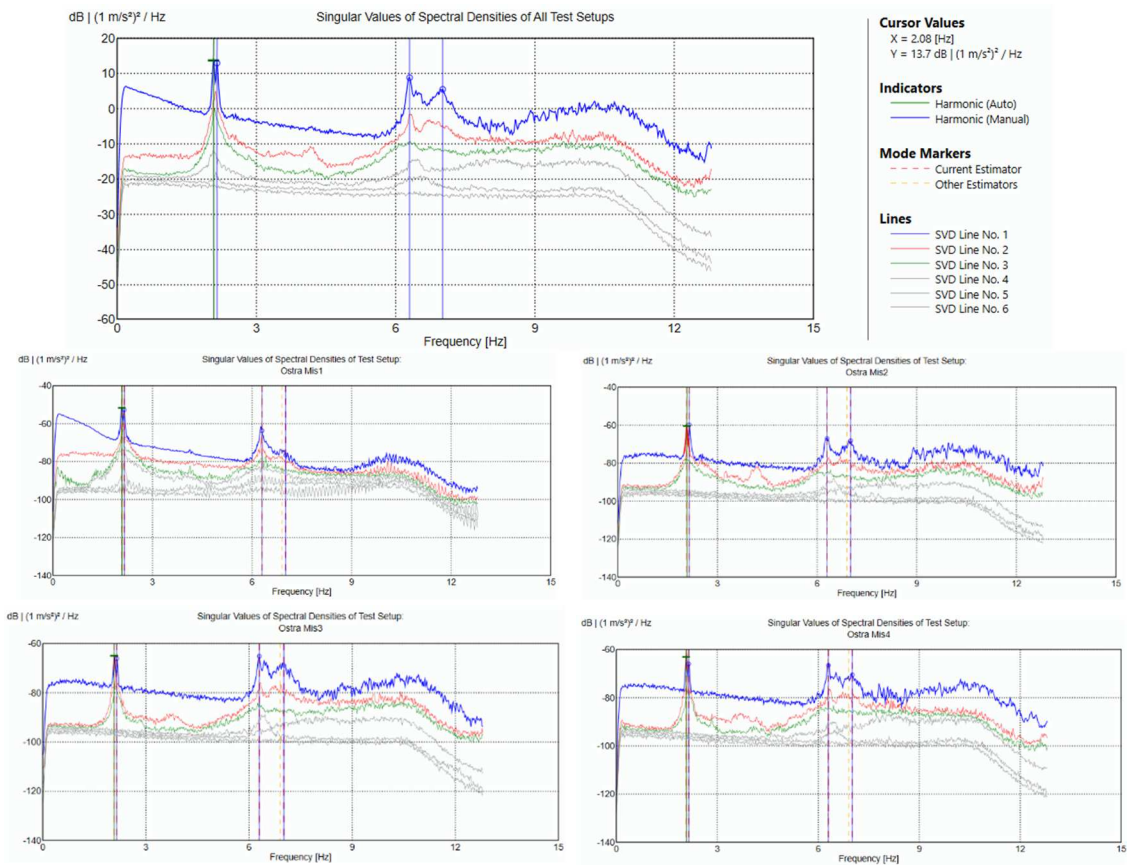 dB | (1 m/s²)² / Hz
Singular Values of Spectral Densities of All Test Setups
20
10
0
-10
-20
-30
-40
-50
-60
0 3 6 9 12 15
Frequency [Hz]
Cursor Values
X = 2.08 [Hz]
Y = 13.7 dB | (1 m/s²)² / Hz
Indicators
Harmonic (Auto)
Harmonic (Manual)
Mode Markers
Current Estimator
Other Estimators
Lines
SVD Line No. 1
SVD Line No. 2
SVD Line No. 3
SVD Line No. 4
SVD Line No. 5
SVD Line No. 6
dB | (1 m/s²)² / Hz
Singular Values of Spectral Densities of Test Setup:
Ostra Mis1
-40
-60
-80
-100
-120
-140
0 3 6 9 12 15
Frequency [Hz]
dB | (1 m/s²)² / Hz
Singular Values of Spectral Densities of Test Setup:
Ostra Mis2
-40
-60
-80
-100
-120
-140
0 3 6 9 12 15
Frequency [Hz]
dB | (1 m/s²)² / Hz
Singular Values of Spectral Densities of Test Setup:
Ostra Mis3
-60
-80
-100
-120
-140
0 3 6 9 12 15
Frequency [Hz]
dB | (1 m/s²)² / Hz
Singular Values of Spectral Densities of Test Setup:
Ostra Mis4
-60
-80
-100
-120
-140
0 3 6 9 12 15
Frequency [Hz]